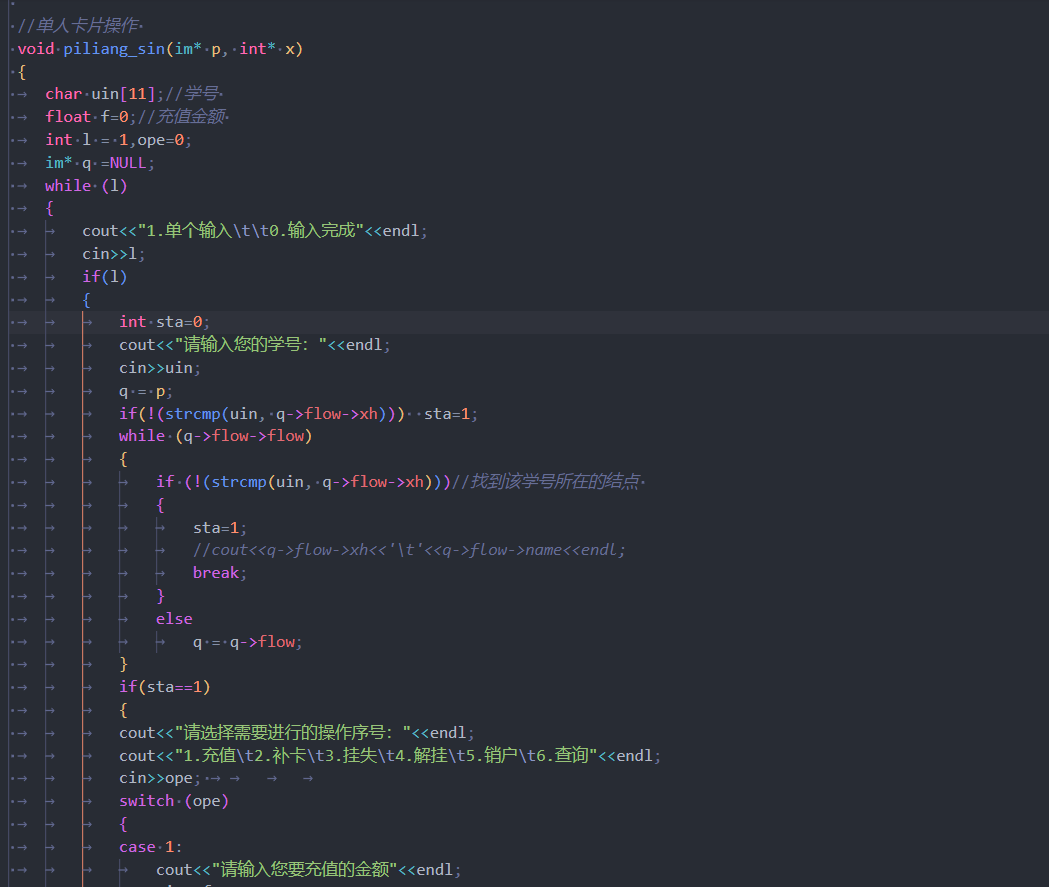 //单人卡片操作
void piliang_sin(im* p, int* x)
{
char uin[11];//学号
float f=0;//充值金额
int l = 1,ope=0;
im* q =NULL;
while (l)
{
cout<<"1.单个输入\t\t0.输入完成"<<endl;
cin>>l;
if(l)
{
int sta=0;
cout<<"请输入您的学号: "<<endl;
cin>>uin;
q = p;
if(!(strcmp(uin, q->flow->xh)))  sta=1;
while (q->flow->flow)
{
if (!(strcmp(uin, q->flow->xh)))//找到该学号所在的结点
{
sta=1;
//cout<<q->flow->xh<<'\t'<<q->flow->name<<endl;
break;
}
else
q = q->flow;
}
if(sta==1)
{
cout<<"请选择需要进行的操作序号: "<<endl;
cout<<"1.充值\t2.补卡\t3.挂失\t4.解挂\t5.销户\t6.查询"<<endl;
cin>>ope;
switch (ope)
{
case 1:
cout<<"请输入您要充值的金额"<<endl;